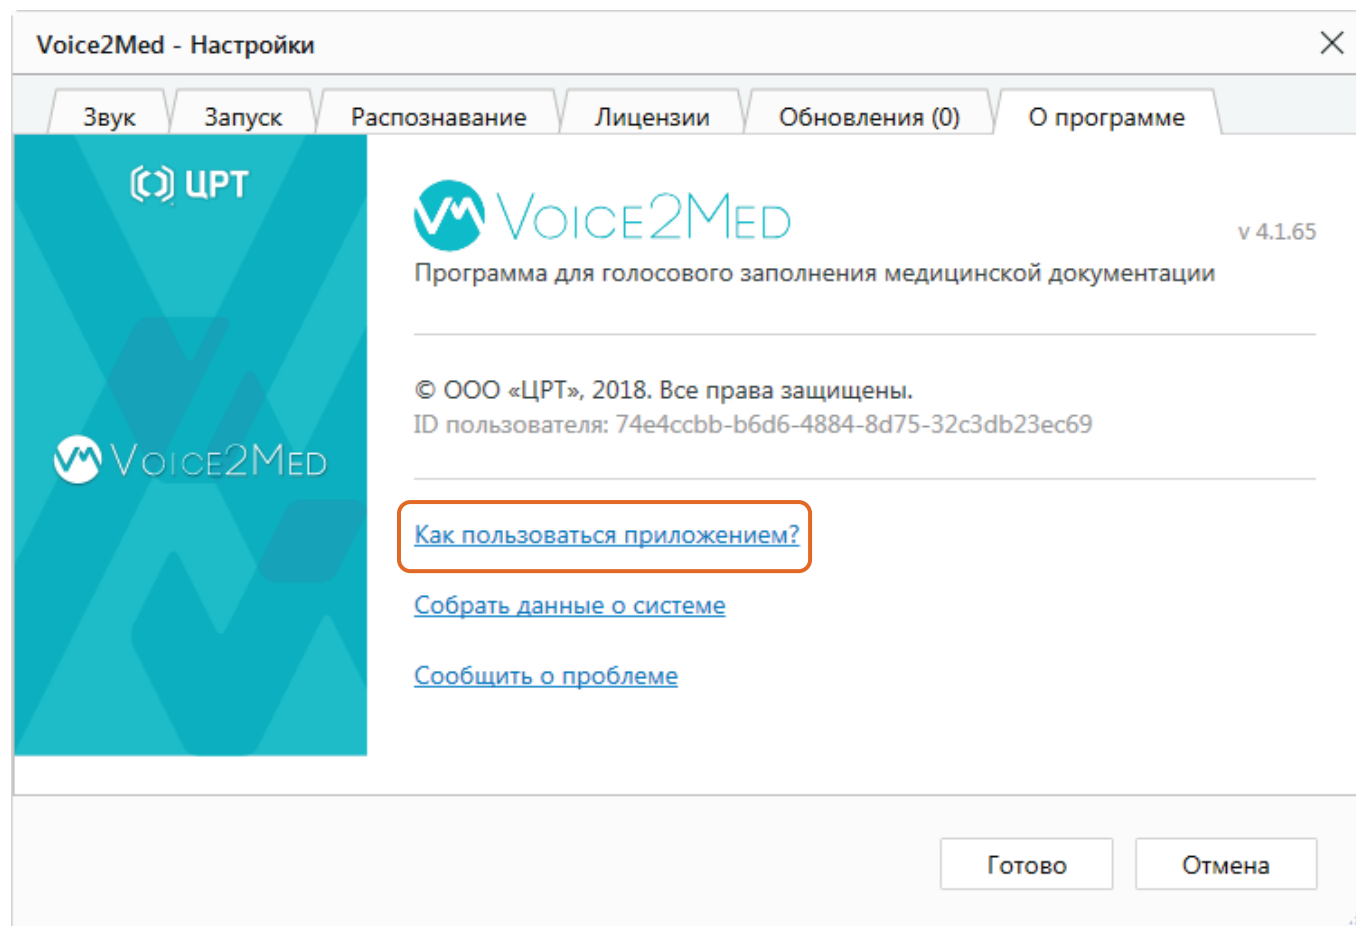 Voice2Med - Настройки
Звук
Запуск
Распознавание
Лицензии
Обновления (0)
О программе
ЦРТ
VOICE2MED
VOICE2MED
v 4.1.65
Программа для голосового заполнения медицинской документации
© ООО «ЦРТ», 2018. Все права защищены.
ID пользователя: 74e4ccbb-b6d6-4884-8d75-32c3db23ec69
Как пользоваться приложением?
Собрать данные о системе
Сообщить о проблеме
Готово
Отмена